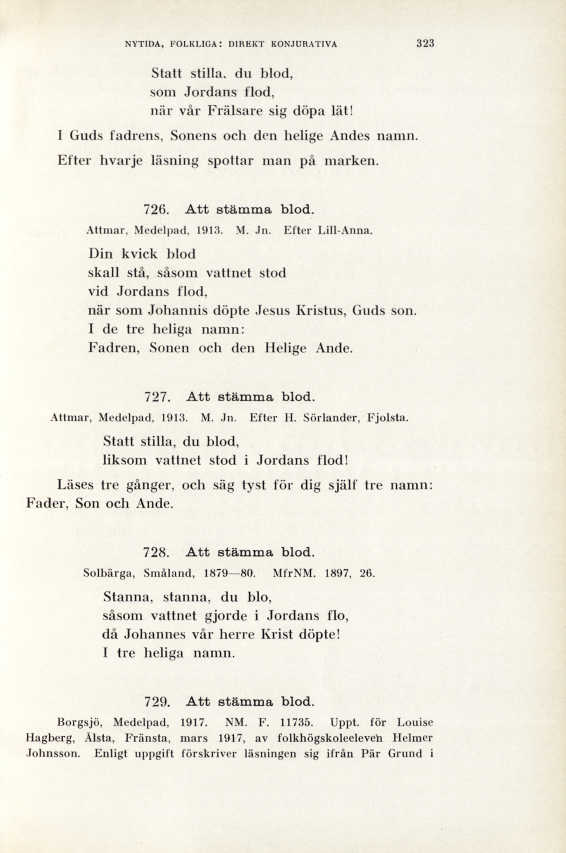 NYTIDA, FOLKLIGA: DIREKT KONJURATIVA 323
Statt stilla, du blod,
som Jordans flod,
när vår Frälsare sig döpa lät!
I Guds fadrens, Sonens och den helige Andes namn.
Efter hvarje läsning spottar man på marken.
726. Att stämma blod.
Attmar, Medelpad, 1913. M. Jn. Efter Lill-Anna.
Din kvick blod
skall stå, såsom vattnet stod
vid Jordans flod,
när som Johannis döpte Jesus Kristus, Guds son.
I de tre heliga namn:
Fadren, Sonen och den Helige Ande.
727. Att stämma blod.
Attmar, Medelpad, 1913. M. Jn. Efter H. Sörlander, Fjolsta.
Statt stilla, du blod,
liksom vattnet stod i Jordans flod!
Läses tre gånger, och säg tyst för dig själf tre namn:
Fader, Son och Ande.
728. Att stämma blod.
Solbärga, Småland, 1879—80. MfrNM. 1897, 26.
Stanna, stanna, du blo,
såsom vattnet gjorde i Jordans flo,
då Johannes vår herre Krist döpte!
I tre heliga namn.
729. Att stämma blod.
Borgsjö, Medelpad, 1917. NM. F. 11735. Uppt. för Louise
Hagberg, Ålsta, Fränsta, mars 1917, av folkhögskoleeleven Helmer
Johnsson. Enligt uppgift förskriver läsningen sig ifrån Pär Grund i